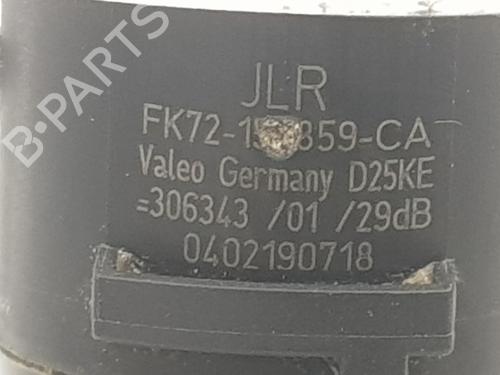 JLR
Valeo Germany D25KE
=306343 /01 /29dB
0402190718
B-PARTS